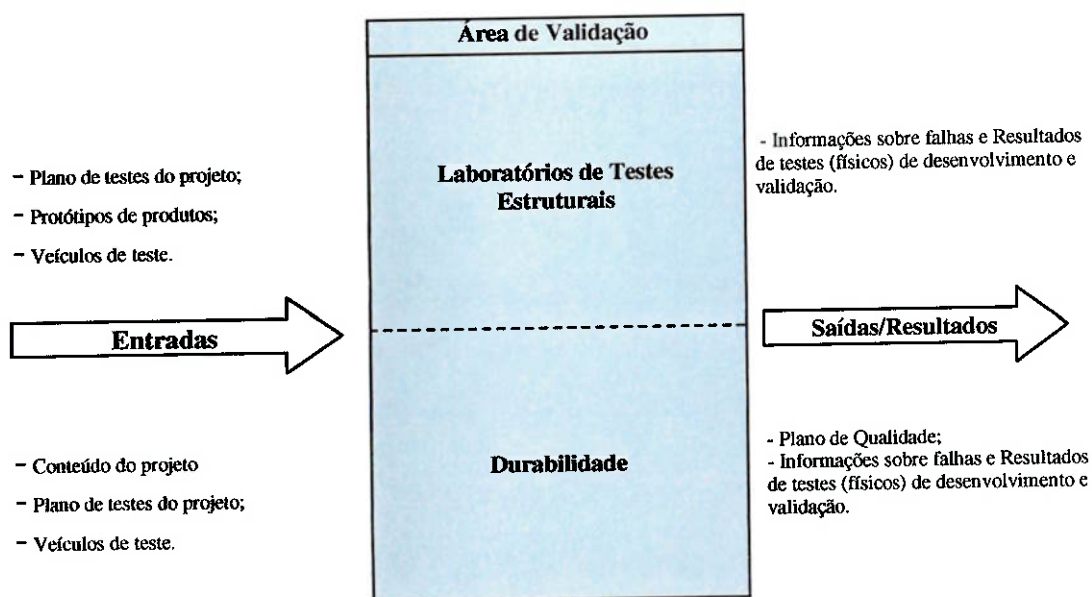 Área de Validação
- Plano de testes do projeto;
- Protótipos de produtos;
- Veículos de teste.
Laboratórios de Testes
Estruturais
- Informações sobre falhas e Resultados
de testes (físicos) de desenvolvimento e
validação.
Entradas
Saídas/Resultados
- Conteúdo do projeto
- Plano de testes do projeto;
- Veículos de teste.
Durabilidade
- Plano de Qualidade;
- Informações sobre falhas e Resultados
de testes (físicos) de desenvolvimento e
validação.